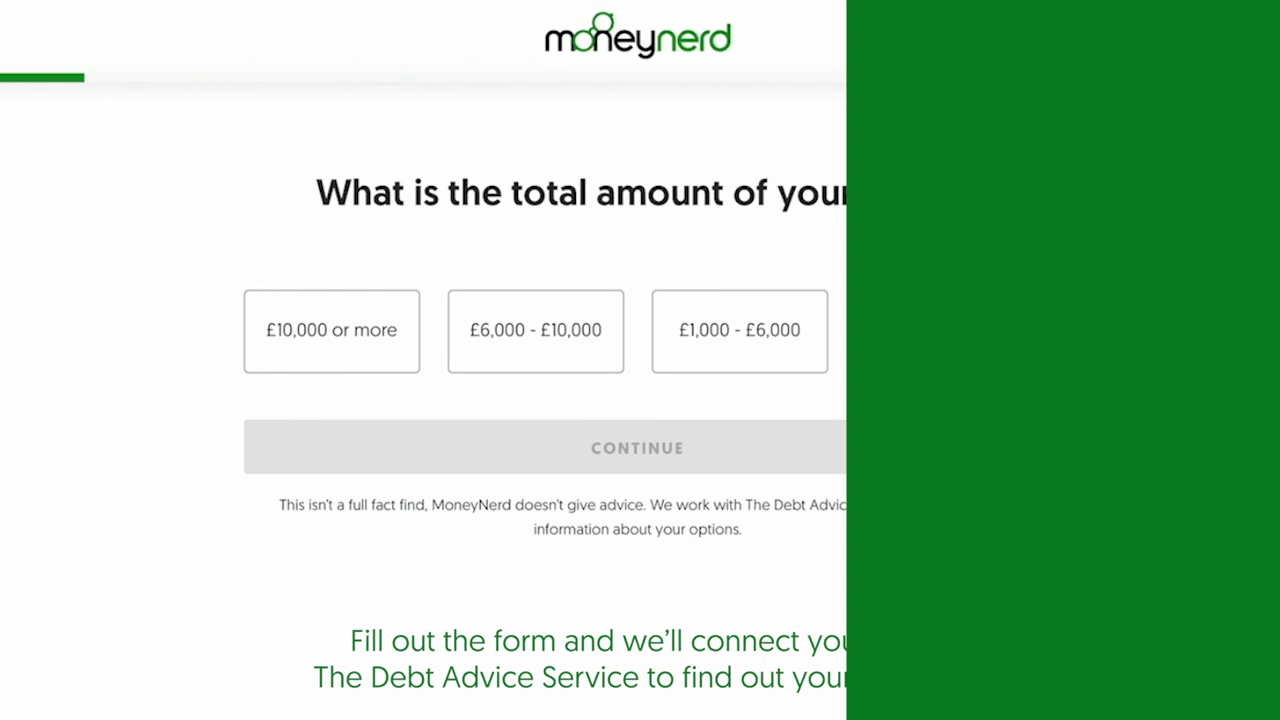 moneynerd
What is the total amount of your
£10,000 or more
£6,000 - £10,000
£1,000 - £6,000
CONTINUE
This isn't a full fact find, MoneyNerd doesn't give advice. We work with The Debt
information about your options.
Fill out the form and we'll connect
The Debt Advice Service to find out your